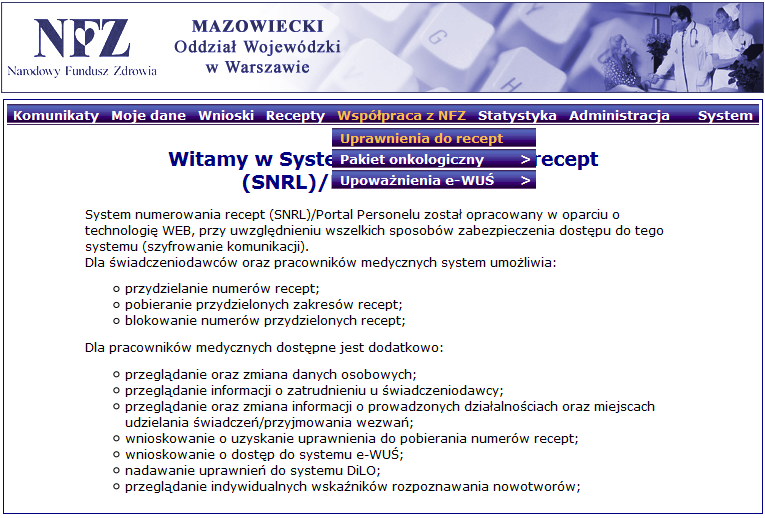 NFZ
Narodowy Fundusz Zdrowia
MAZOWIECKI
Oddział Wojewódzki
w Warszawie
Komunikaty Moje dane Wnioski Recepty Współpraca z NFZ Statystyka Administracja System
Uprawnienia do recept
Pakiet onkologiczny >
Upoważnienia e-WUŚ >
Witamy w recept
(SNRL)/
System numerowania recept (SNRL)/Portal Personelu został opracowany w oparciu o
technologię WEB, przy uwzględnieniu wszelkich sposobów zabezpieczenia dostępu do tego
systemu (szyfrowanie komunikacji).
Dla świadczeniodawców oraz pracowników medycznych system umożliwia:
przydzielanie numerów recept;
pobieranie przydzielonych zakresów recept;
blokowanie numerów przydzielonych recept;
Dla pracowników medycznych dostępne jest dodatkowo:
przeglądanie oraz zmiana danych osobowych;
przeglądanie informacji o zatrudnieniu u świadczeniodawcy;
przeglądanie oraz zmiana informacji o prowadzonych działalnościach oraz miejscach
udzielania świadczeń/przyjmowania wezwań;
wnioskowanie o uzyskanie uprawnienia do pobierania numerów recept;
wnioskowanie o dostęp do systemu e-WUŚ;
nadawanie uprawnień do systemu DiLO;
przeglądanie indywidualnych wskaźników rozpoznawania nowotworów;